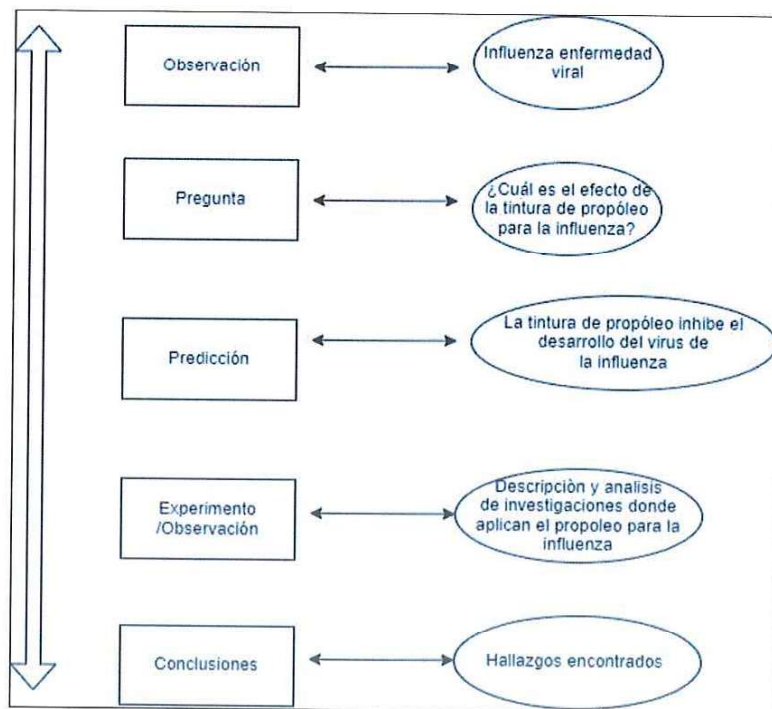 Observación
Influenza enfermedad
viral
Pregunta
¿Cuál es el efecto de
la tintura de propóleo
para la influenza?
Predicción
La tintura de propóleo inhibe el
desarrollo del virus de
la influenza
Experimento
/Observación
Descripciòn y analisis
de investigaciones donde
aplican el propoleo para la
influenza
Conclusiones
Hallazgos encontrados